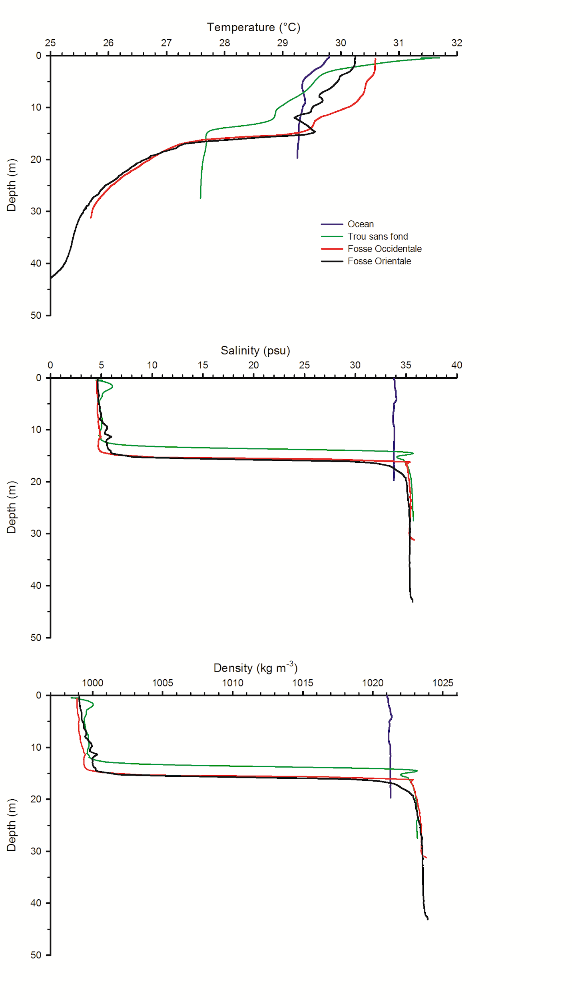 Temperature (°C)
25 26 27 28 29 30 31 32
0
10
20
30
40
50
Depth (m)
Ocean
Trou sans fond
Fosse Occidentale
Fosse Orientale
Salinity (psu)
0 5 10 15 20 25 30 35 40
0
10
20
30
40
50
Depth (m)
Density (kg m⁻³)
1000 1005 1010 1015 1020 1025
0
10
20
30
40
50
Depth (m)